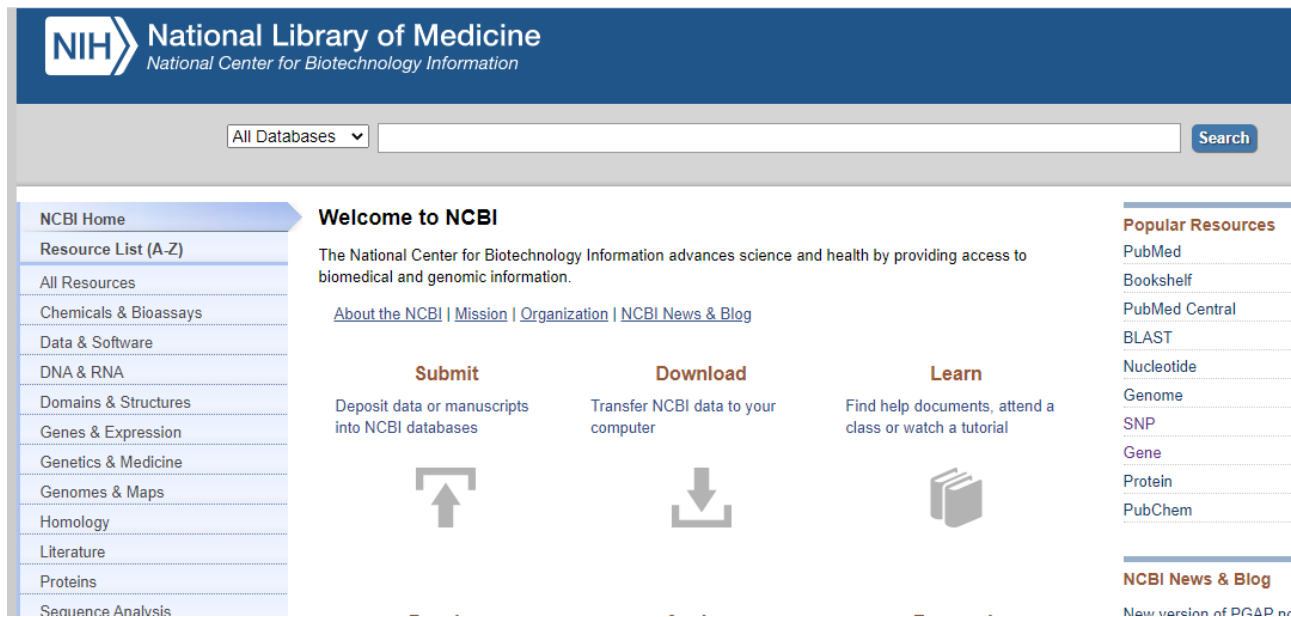 NIH
National Library of Medicine
National Center for Biotechnology Information
All Databases
Search
NCBI Home
Resource List (A-Z)
All Resources
Chemicals & Bioassays
Data & Software
DNA & RNA
Domains & Structures
Genes & Expression
Genetics & Medicine
Genomes & Maps
Homology
Literature
Proteins
Sequence Analysis
Welcome to NCBI
The National Center for Biotechnology Information advances science and health by providing access to
biomedical and genomic information.
About the NCBI | Mission | Organization | NCBI News & Blog
Submit
Deposit data or manuscripts
into NCBI databases
Download
Transfer NCBI data to your
computer
Learn
Find help documents, attend a
class or watch a tutorial
Popular Resources
PubMed
Bookshelf
PubMed Central
BLAST
Nucleotide
Genome
SNP
Gene
Protein
PubChem
NCBI News & Blog
New version of PGAP